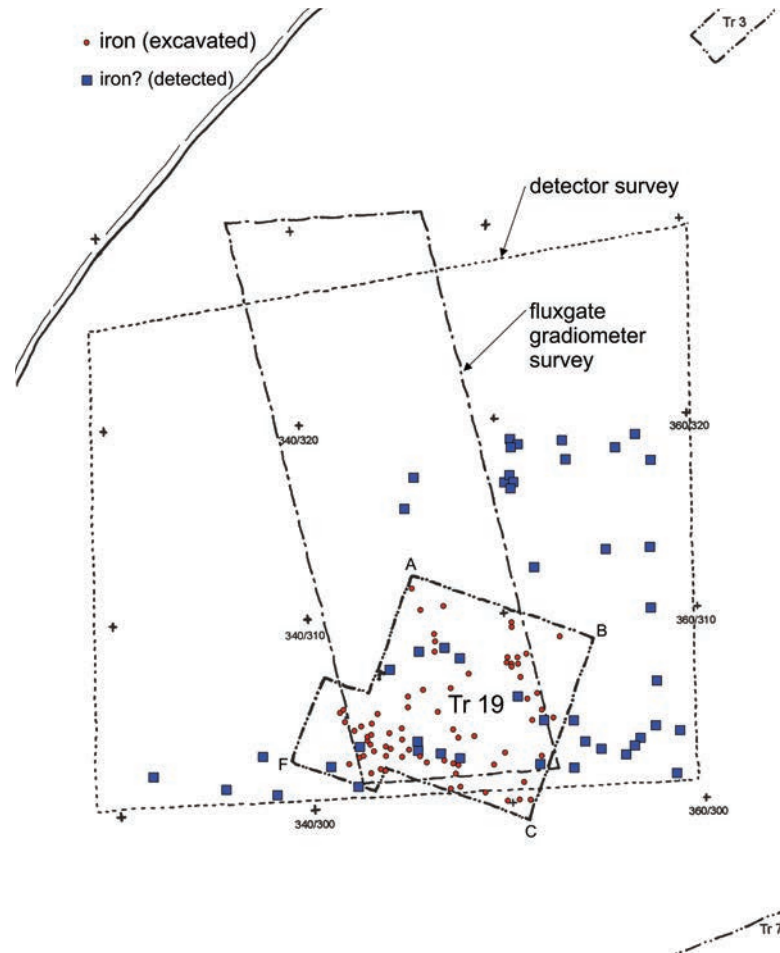 Tr 3
iron (excavated)
iron? (detected)
detector survey
fluxgate
gradiometer
survey
340/320
360/320
A
340/310
360/310
B
Tr 19
F
340/300
360/300
C
Tr 7